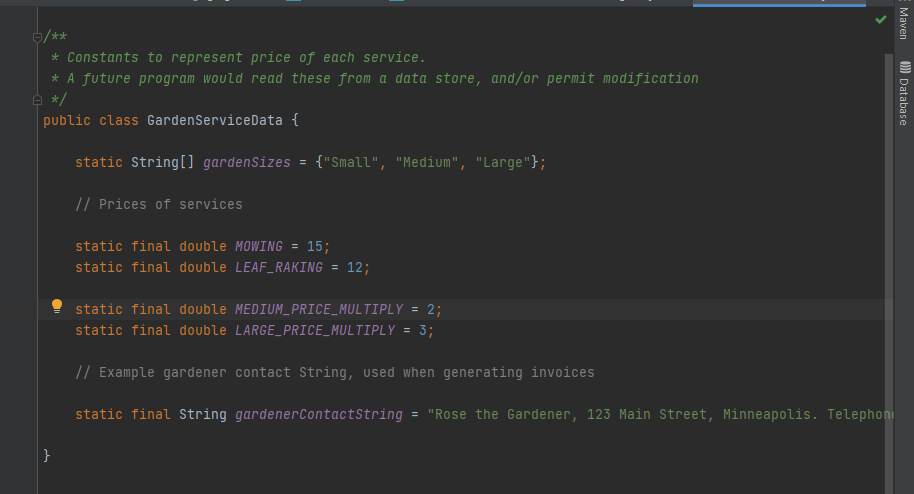 /**
 * Constants to represent price of each service.
 * A future program would read these from a data store, and/or permit modification
 */
public class GardenServiceData {
    static String[] gardenSizes = {"Small", "Medium", "Large"};
    // Prices of services
    static final double MOWING = 15;
    static final double LEAF_RAKING = 12;
    static final double MEDIUM_PRICE_MULTIPLY = 2;
    static final double LARGE_PRICE_MULTIPLY = 3;
    // Example gardener contact String, used when generating invoices
    static final String gardenerContactString = "Rose the Gardener, 123 Main Street, Minneapolis. Telephone
}
Maven
Database